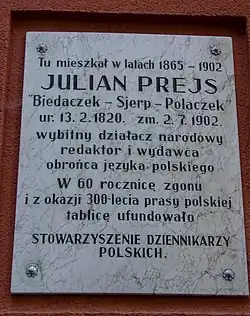 Tu mieszkał w latach 1865 – 1902
JULIAN PREJS
"Biedaczek – Sjerp – Polaczek"
ur. 13. 2. 1820.  zm. 2. 7. 1902.
wybitny działacz narodowy
redaktor i wydawca
obrońca języka polskiego
W 60 rocznicę zgonu
i z okazji 300-lecia prasy polskiej
tablicę ufundowało
STOWARZYSZENIE DZIENNIKARZY
POLSKICH.